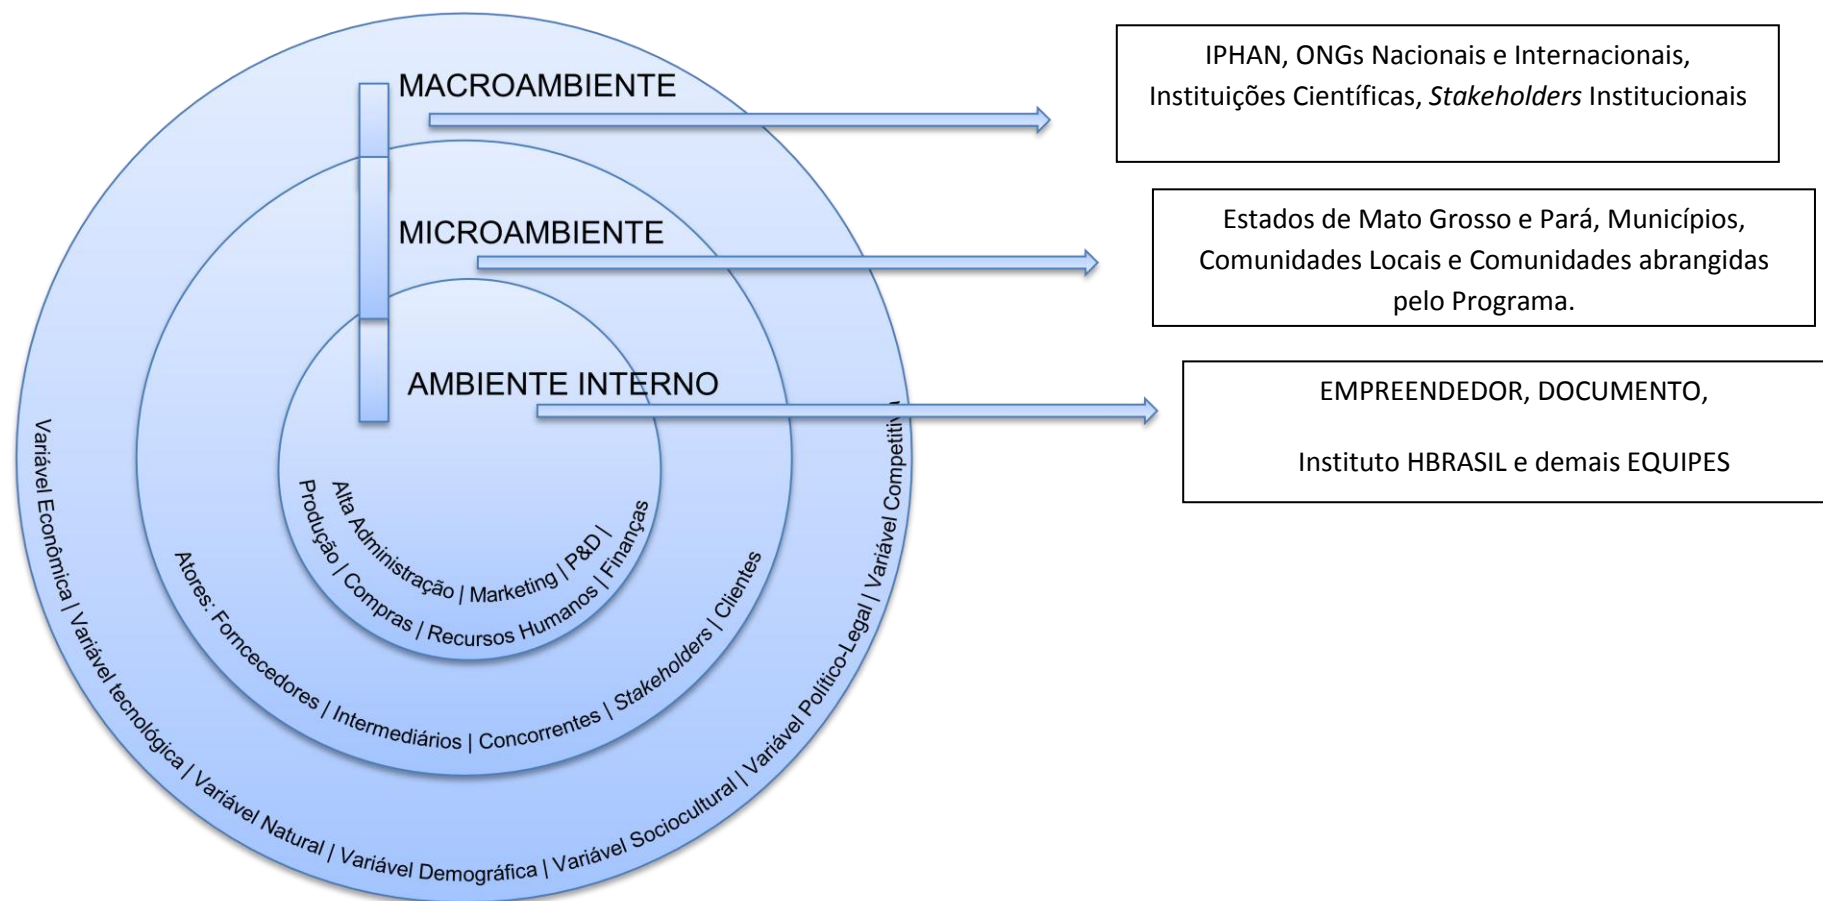 MACROAMBIENTE
IPHAN, ONGs Nacionais e Internacionais,
Instituições Científicas, Stakeholders Institucionais
MICROAMBIENTE
Estados de Mato Grosso e Pará, Municípios,
Comunidades Locais e Comunidades abrangidas
pelo Programa.
AMBIENTE INTERNO
EMPREENDEDOR, DOCUMENTO,
Instituto HBRASIL e demais EQUIPES
Alta Administração | Marketing | P&D |
Produção | Compras | Recursos Humanos | Finanças
Atores: Forncecedores | Intermediários | Concorrentes | Stakeholders | Clientes
Variável Econômica | Variável tecnológica | Variável Natural | Variável Demográfica | Variável Sociocultural | Variável Político-Legal | Variável Competitiva